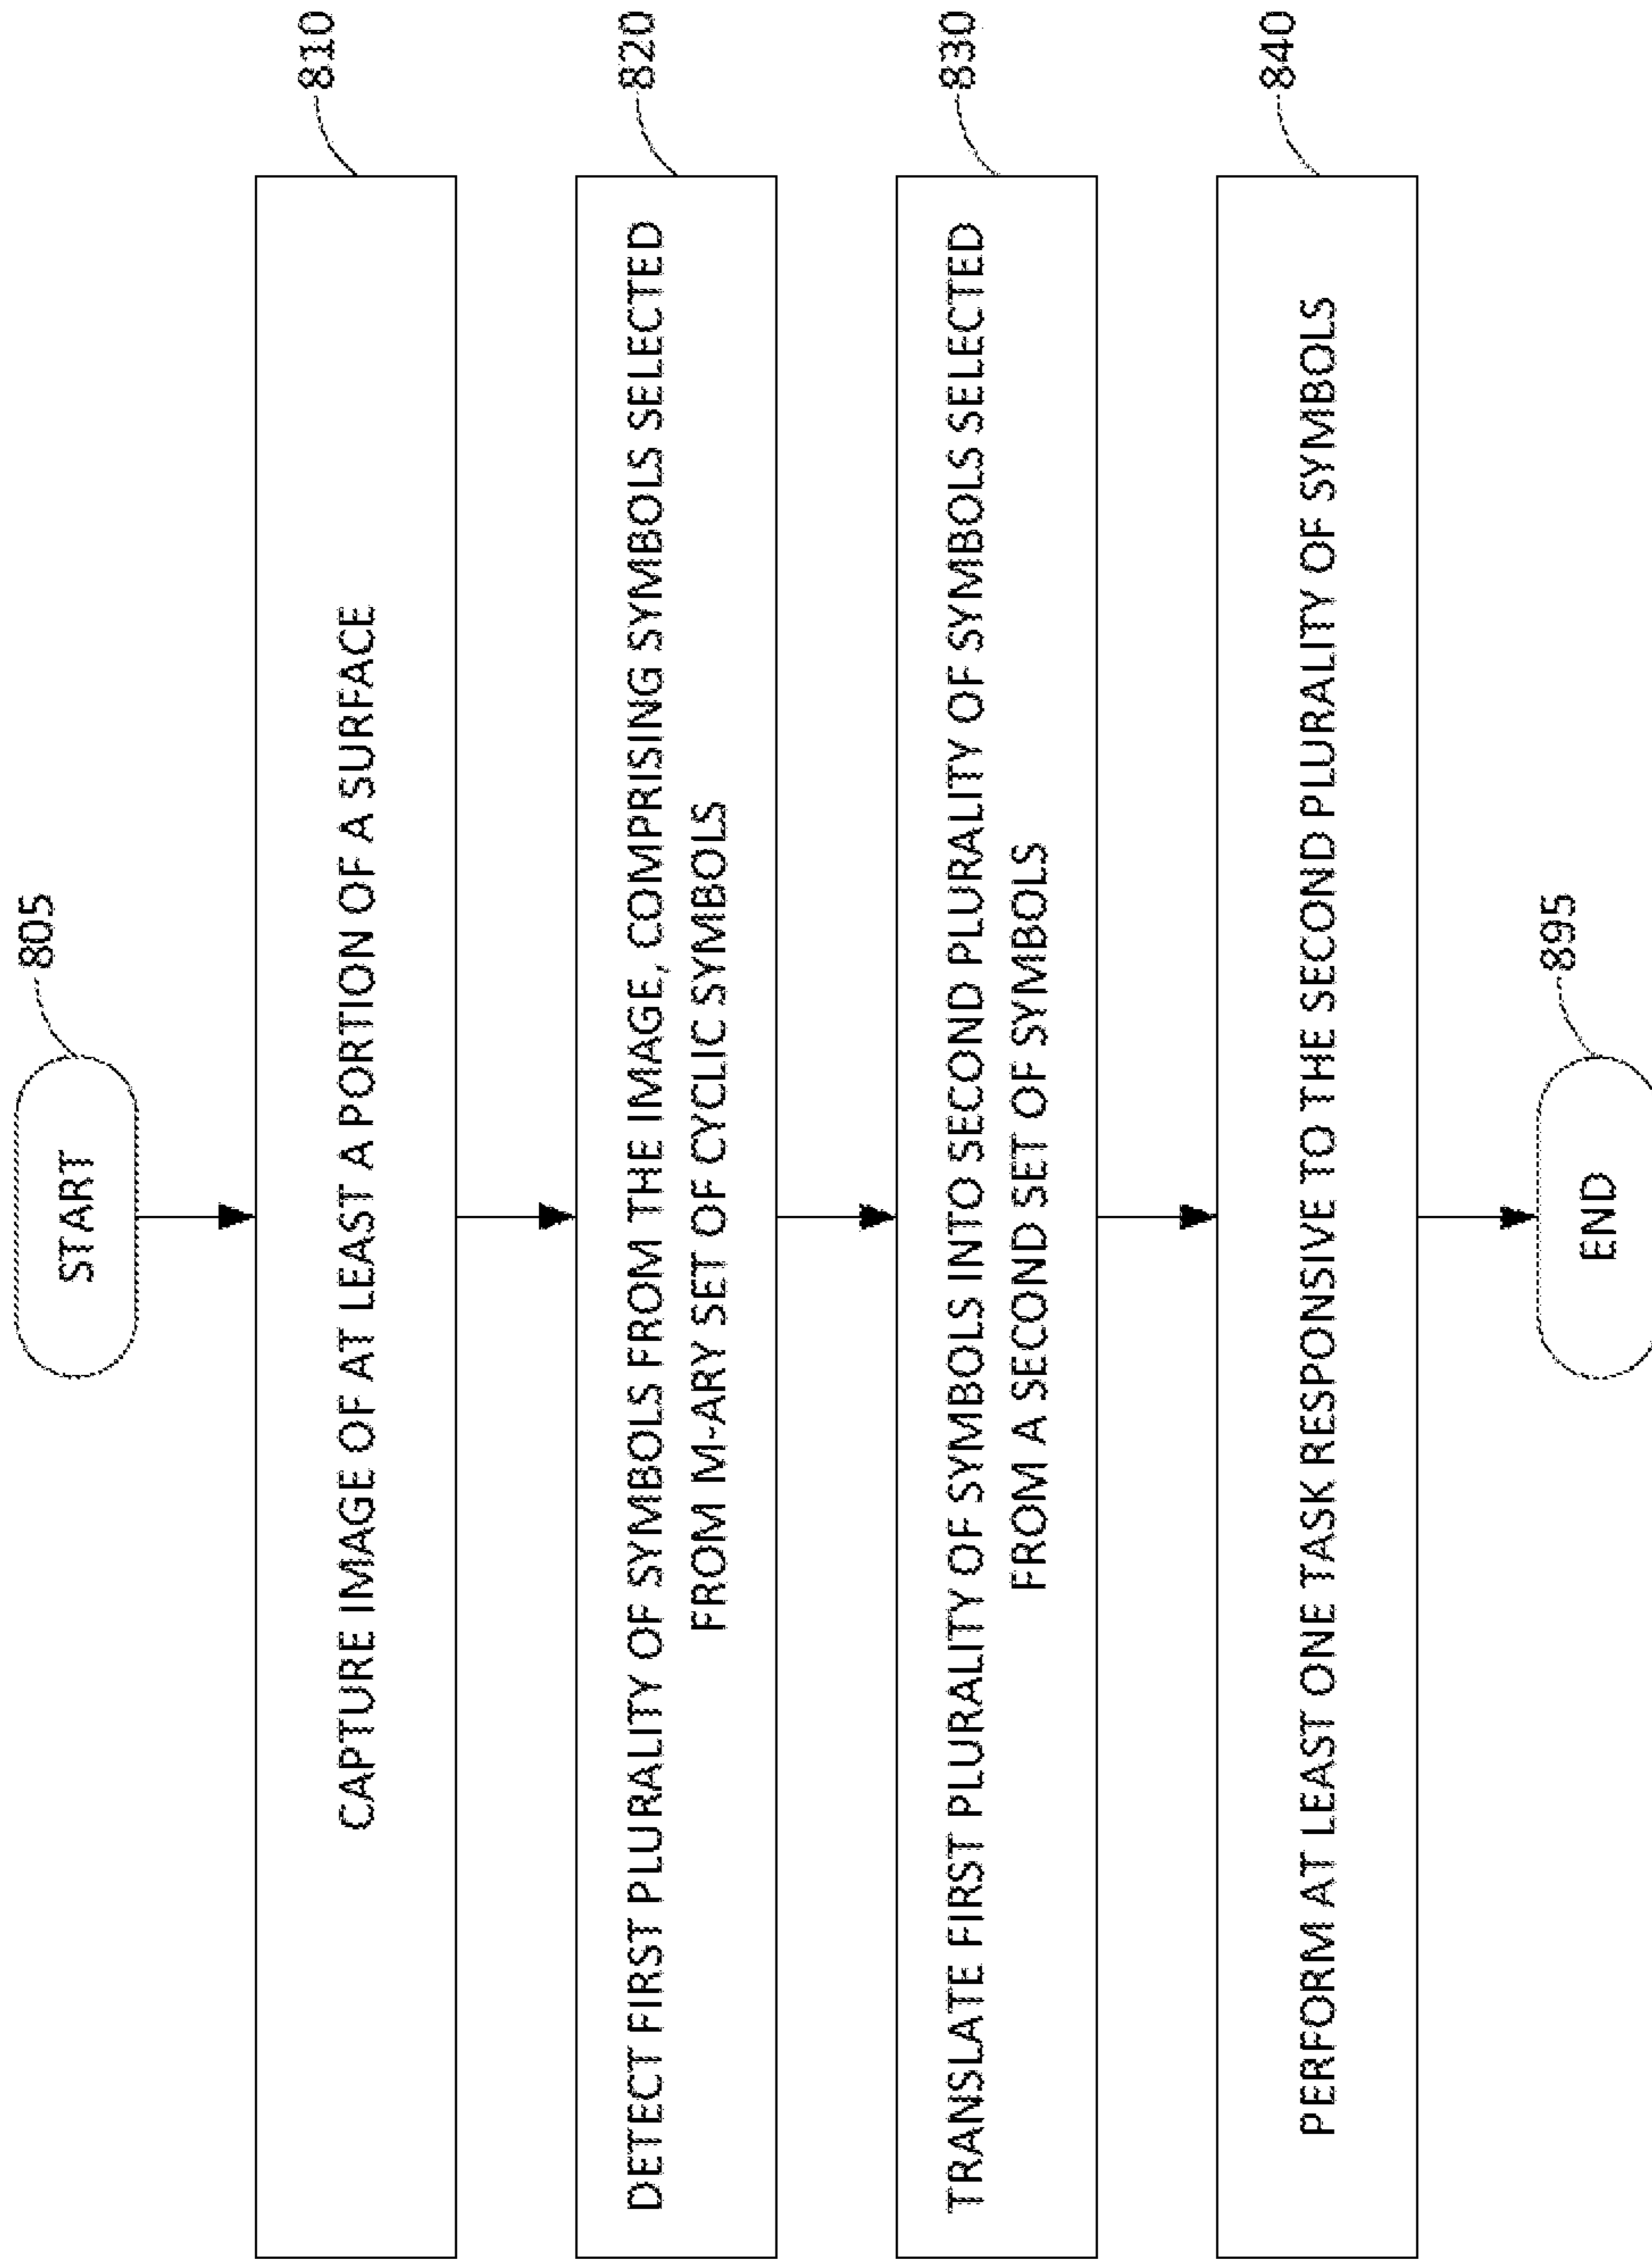 805
START
810
CAPTURE IMAGE OF AT LEAST A PORTION OF A SURFACE
820
DETECT FIRST PLURALITY OF SYMBOLS FROM THE IMAGE, COMPRISING SYMBOLS SELECTED
FROM M-ARY SET OF CYCLIC SYMBOLS
830
TRANSLATE FIRST PLURALITY OF SYMBOLS INTO SECOND PLURALITY OF SYMBOLS SELECTED
FROM A SECOND SET OF SYMBOLS
840
PERFORM AT LEAST ONE TASK RESPONSIVE TO THE SECOND PLURALITY OF SYMBOLS
895
END